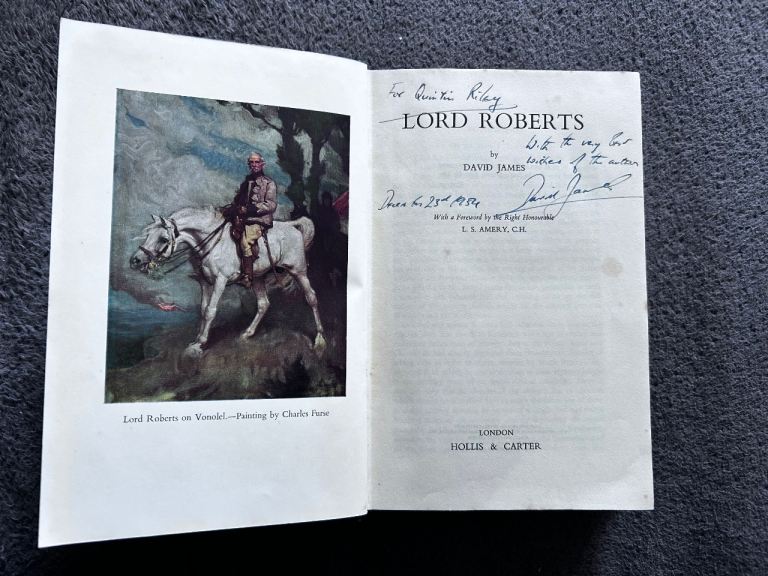 Lord Roberts on Vonolel.—Painting by Charles Furse
For Quintin Riley
LORD ROBERTS
by
DAVID JAMES
With the very best
wishes of the author
David James
December 23rd 1954
With a Foreword by the Right Honourable
L. S. AMERY, C.H.
LONDON
HOLLIS & CARTER